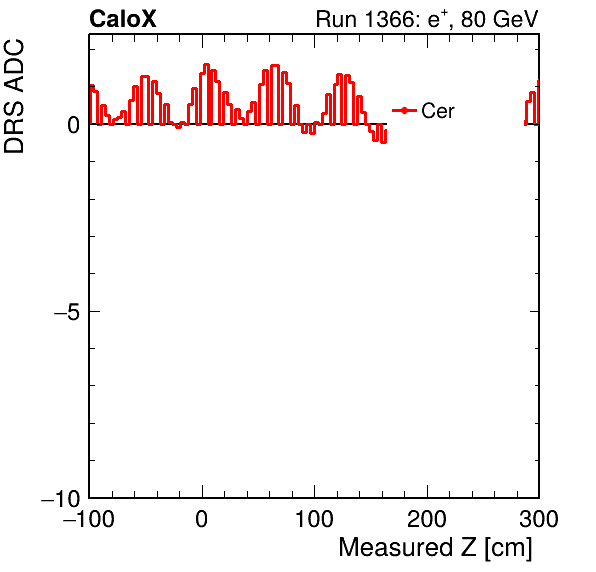 CaloX Run 1366: e⁺, 80 GeV
DRS ADC
Cer
0
−5
−10
−100 0 100 200 300
Measured Z [cm]